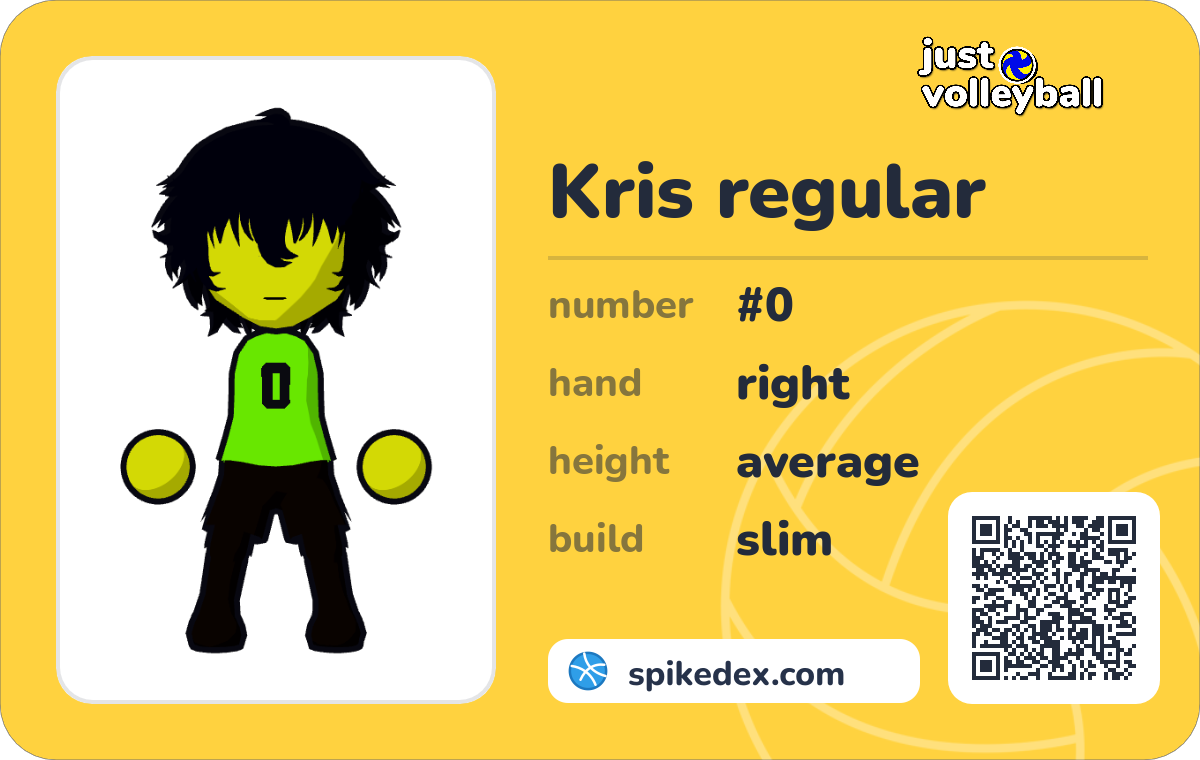 just
volleyball
Kris regular
number #0
hand right
height average
build slim
0
spikedex.com